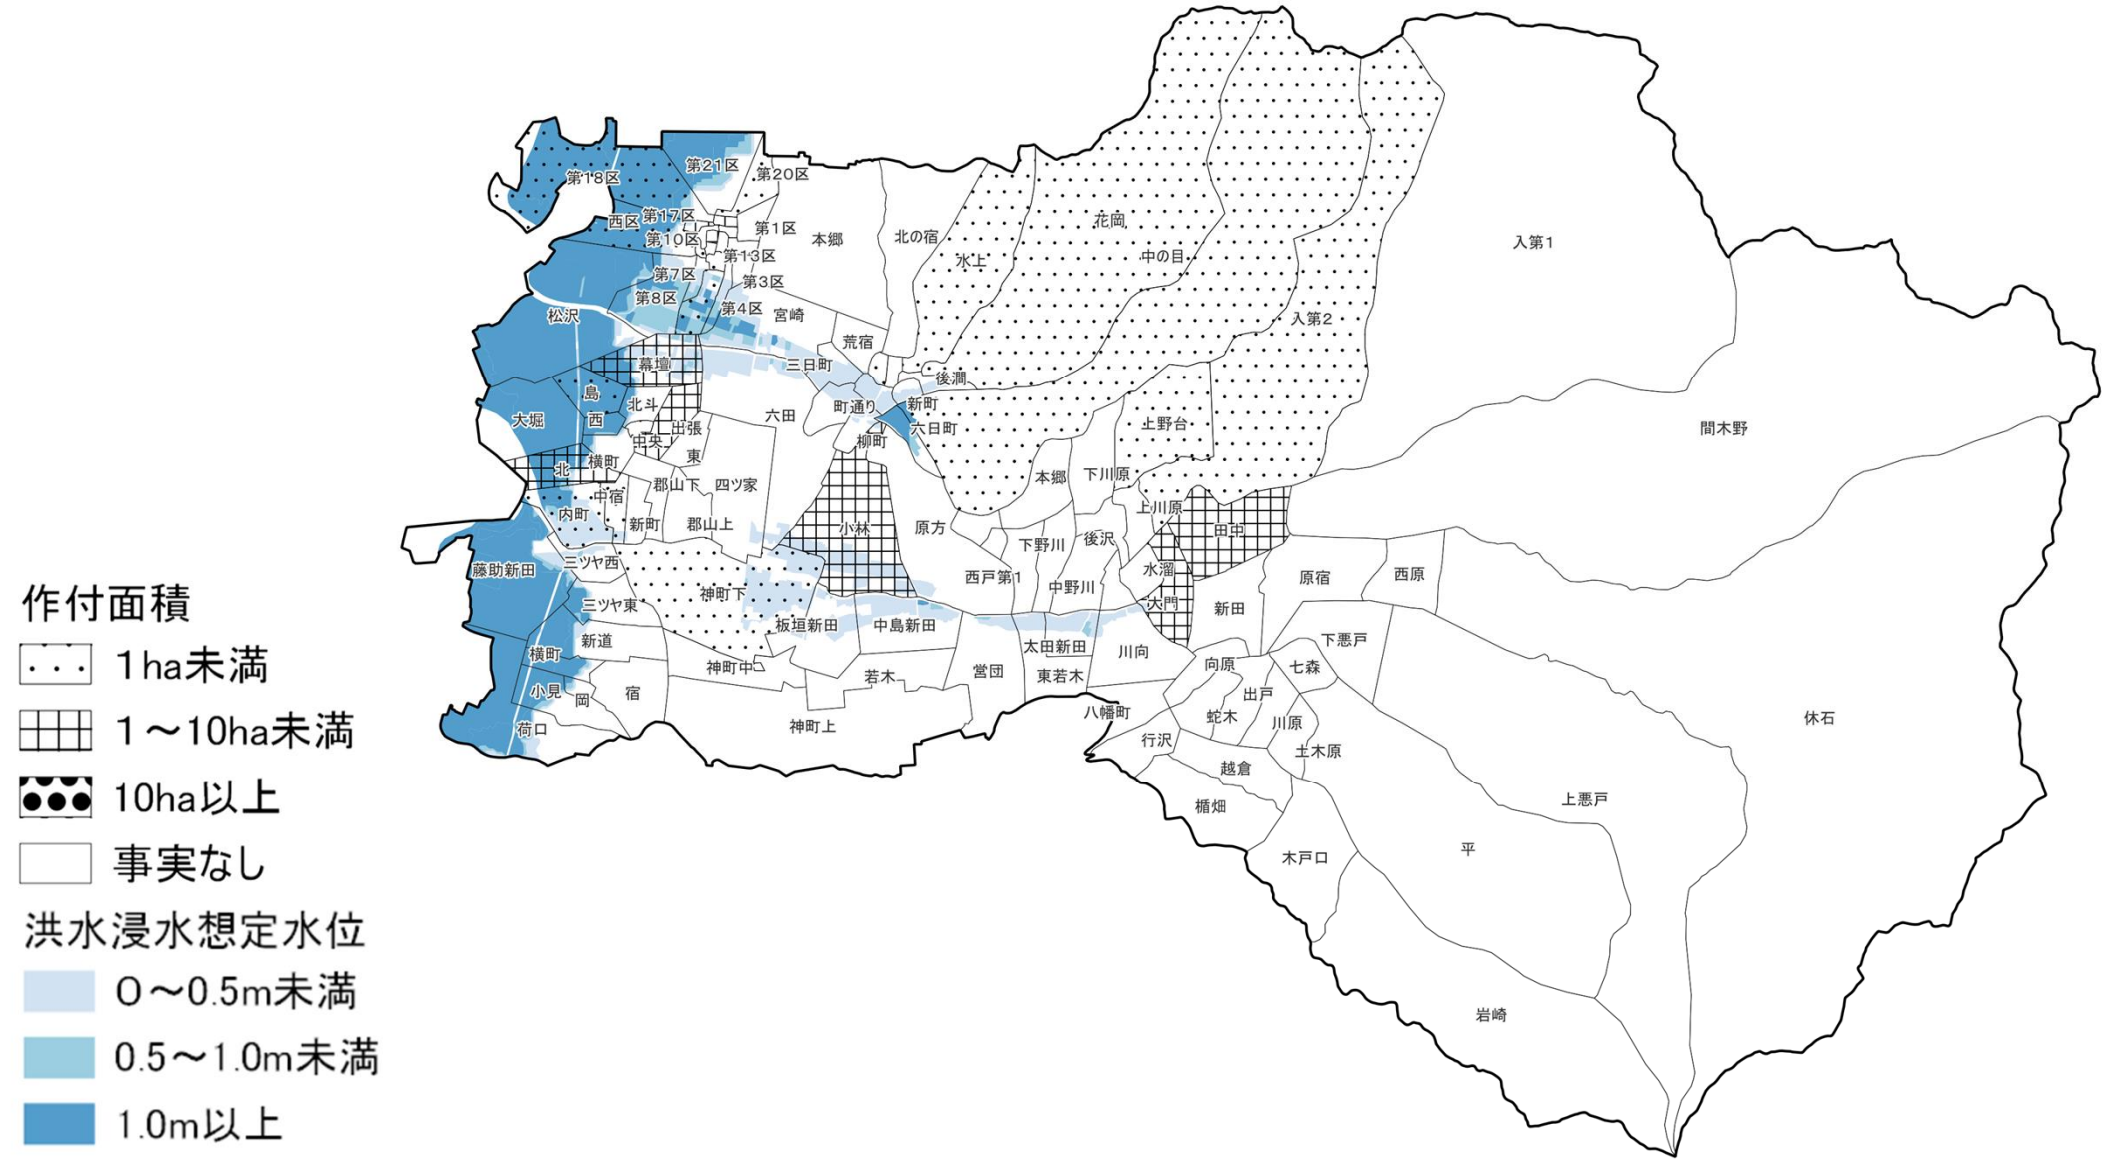 作付面積
1ha未満
1～10ha未満
10ha以上
事実なし
洪水浸水想定水位
0～0.5m未満
0.5～1.0m未満
1.0m以上
第21区
第18区
第20区
西区
第17区
第1区
第10区
本郷
北の宿
花岡
入第1
第13区
水上
中の目
第7区
第3区
第8区
第4区
松沢
宮崎
入第2
荒宿
幕壇
三日町
後澗
島
北斗
町通り
新町
大堀
西
六田
上野台
間木野
出張
六日町
中央
柳町
東
横町
北
本郷
下川原
郡山下
四ツ家
中宿
上川原
内町
新町
郡山上
小林
原方
田中
後沢
下野川
三ツヤ西
藤助新田
水溜
西戸第1
原宿
西原
中野川
神町下
三ツヤ東
大門
新田
板垣新田
中島新田
新道
下悪戸
太田新田
川向
横町
神町中
向原
七森
営団
若木
東若木
小見
岡
宿
出戸
八幡町
蛇木
休石
荷口
神町上
川原
行沢
土木原
越倉
上悪戸
楯畑
平
木戸口
岩崎